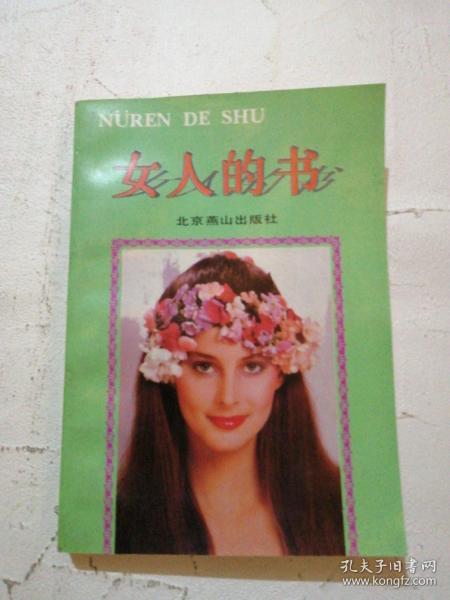 NÜREN DE SHU
女人的书
北京燕山出版社
孔夫子旧书网
www.kongfz.com